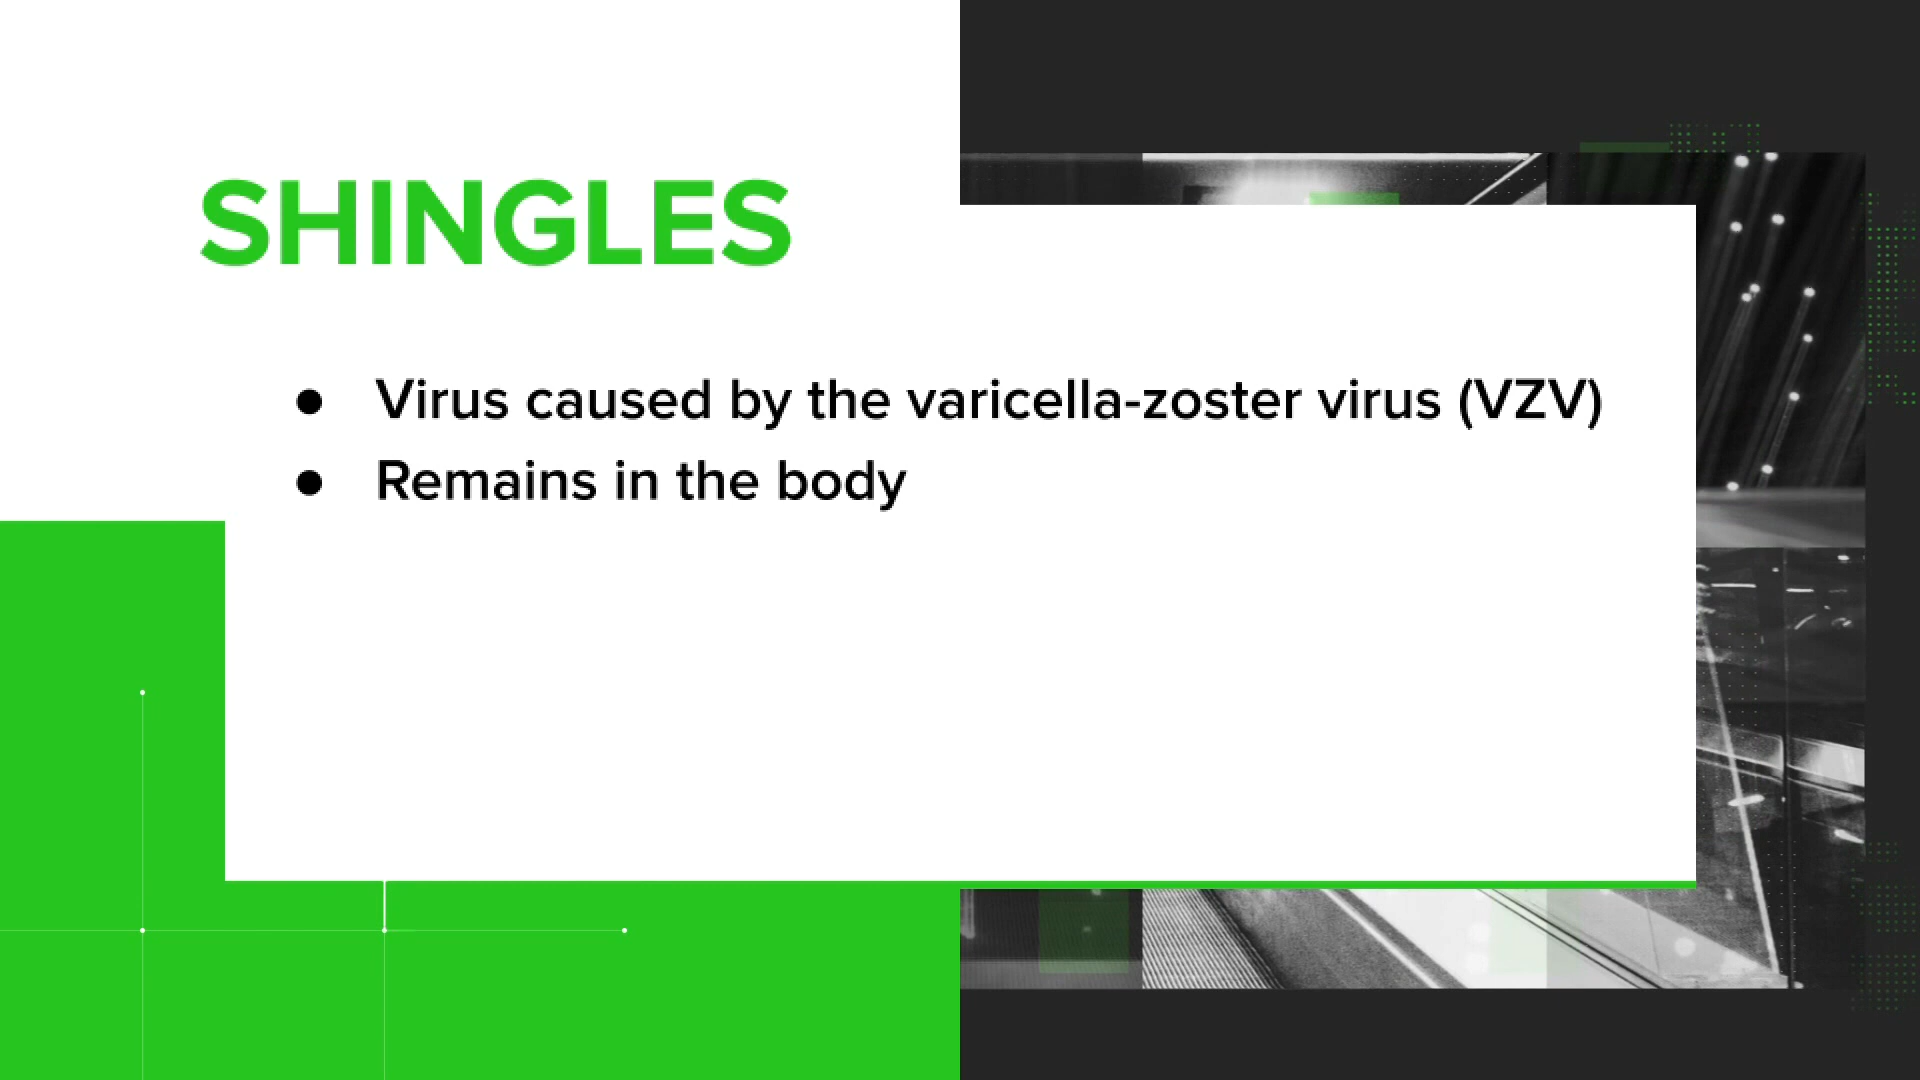 SHINGLES
● Virus caused by the varicella-zoster virus (VZV)
● Remains in the body